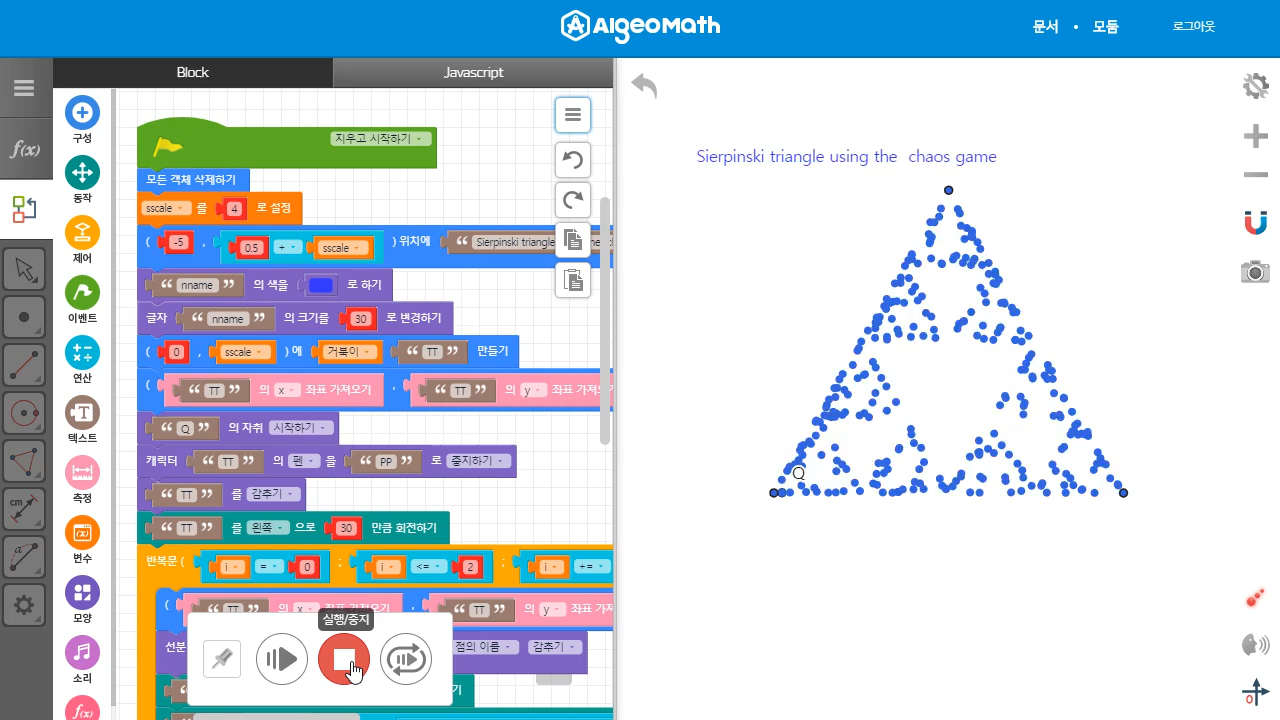 AlgeoMath
문서 • 모둠
로그아웃
Block
Javascript
f(x)
구성
동작
제어
이벤트
연산
텍스트
측정
변수
모양
소리
f(x)
cm
지우고 시작하기
모든 객체 삭제하기
sscale 를 4 로 설정
( -5 , 0.5 + sscale ) 위치에 “ Sierpinski triangle
“ nname ” 의 색을 로 하기
글자 “ nname ” 의 크기를 30 로 변경하기
( 0 , sscale ) 에 거북이 “ TT ” 만들기
( “ TT ” 의 x 좌표 가져오기 , “ TT ” 의 y 좌표 가져오
“ Q ” 의 자취 시작하기
캐릭터 “ TT ” 의 펜 을 “ PP ” 로 중지하기
“ TT ” 를 감추기
“ TT ” 를 왼쪽 으로 30 만큼 회전하기
반복문 ( i = 0 ; i <= 2 ; i +=
( “ TT ” 의 x 좌표 가져오기 , “ TT ” 의 y 좌표 가져
실행/중지
선분
점의 이름 감추기
기
Sierpinski triangle using the chaos game
Q
0